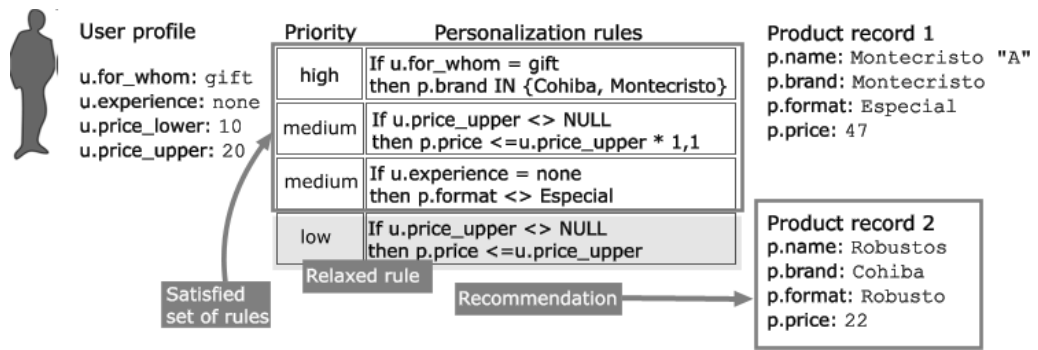 User profile
u.for_whom: gift
u.experience: none
u.price_lower: 10
u.price_upper: 20
Priority Personalization rules
high If u.for_whom = gift
then p.brand IN {Cohiba, Montecristo}
medium If u.price_upper <> NULL
then p.price <=u.price_upper * 1,1
medium If u.experience = none
then p.format <> Especial
low If u.price_upper <> NULL
then p.price <=u.price_upper
Relaxed rule
Satisfied
set of rules
Recommendation
Product record 1
p.name: Montecristo "A"
p.brand: Montecristo
p.format: Especial
p.price: 47
Product record 2
p.name: Robustos
p.brand: Cohiba
p.format: Robusto
p.price: 22